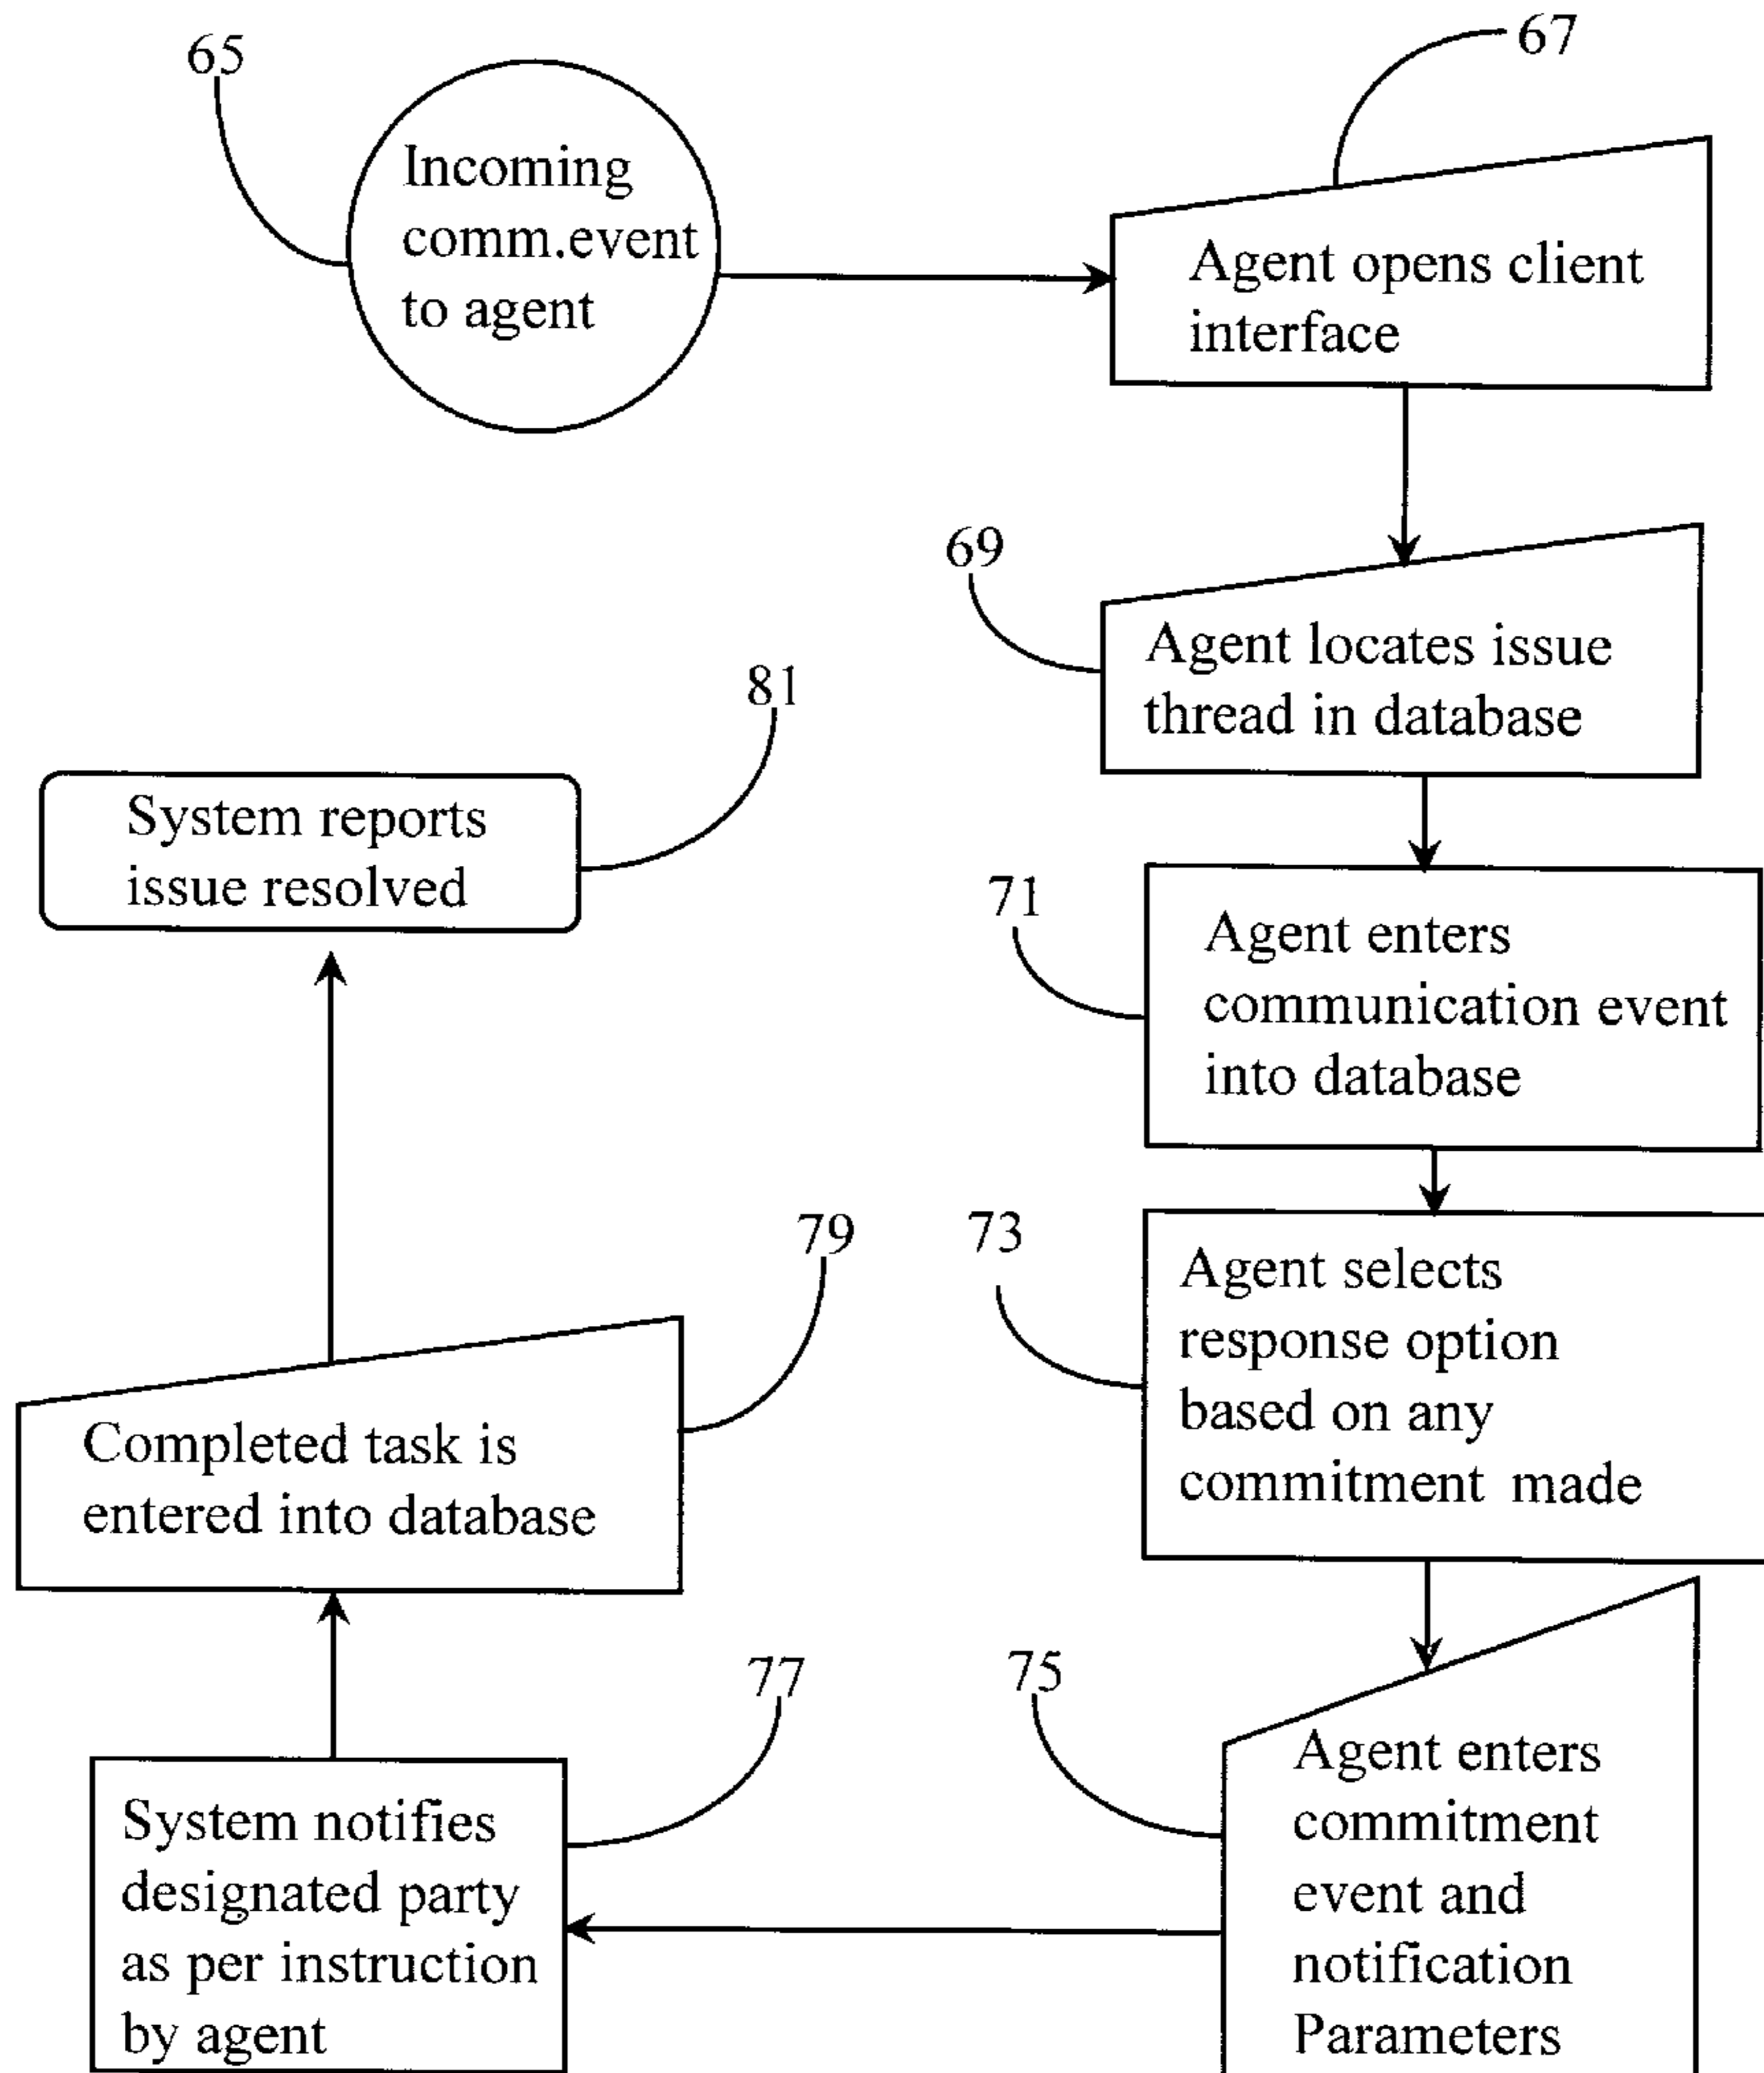 65
Incoming
comm.event
to agent
67
Agent opens client
interface
69
Agent locates issue
thread in database
81
System reports
issue resolved
71
Agent enters
communication event
into database
73
Agent selects
response option
based on any
commitment made
79
Completed task is
entered into database
75
Agent enters
commitment
event and
notification
Parameters
77
System notifies
designated party
as per instruction
by agent